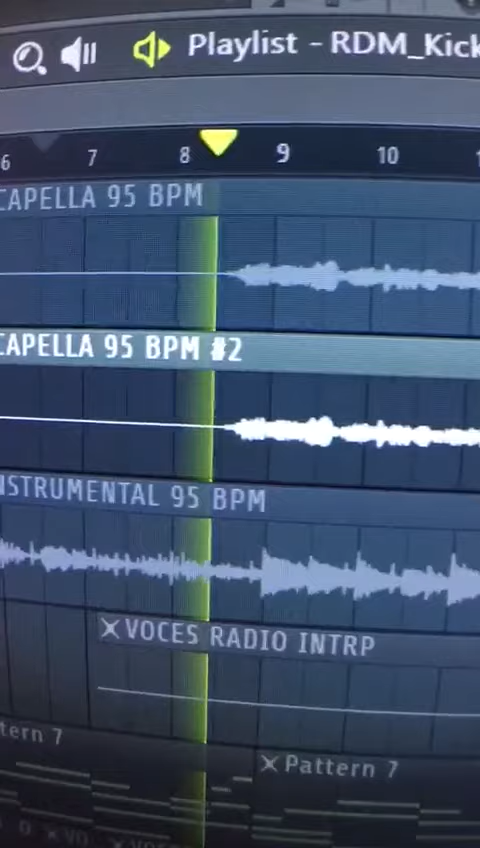 Playlist - RDM_Kick
6 7 8 9 10
CAPELLA 95 BPM
CAPELLA 95 BPM #2
NSTRUMENTAL 95 BPM
VOCES RADIO INTRP
tern 7
Pattern 7